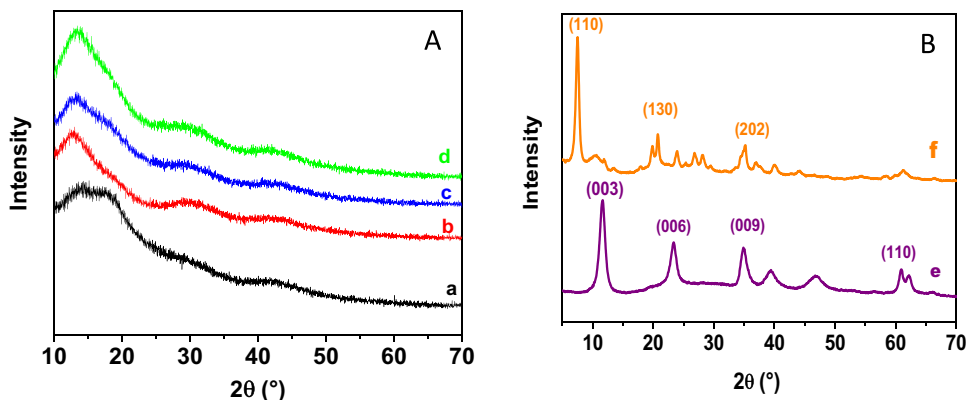 A
Intensity
d
c
b
a
10 20 30 40 50 60 70
2θ (°)
B
(110)
(130)
(202)
f
(003)
(006)
(009)
(110)
e
Intensity
10 20 30 40 50 60 70
2θ (°)